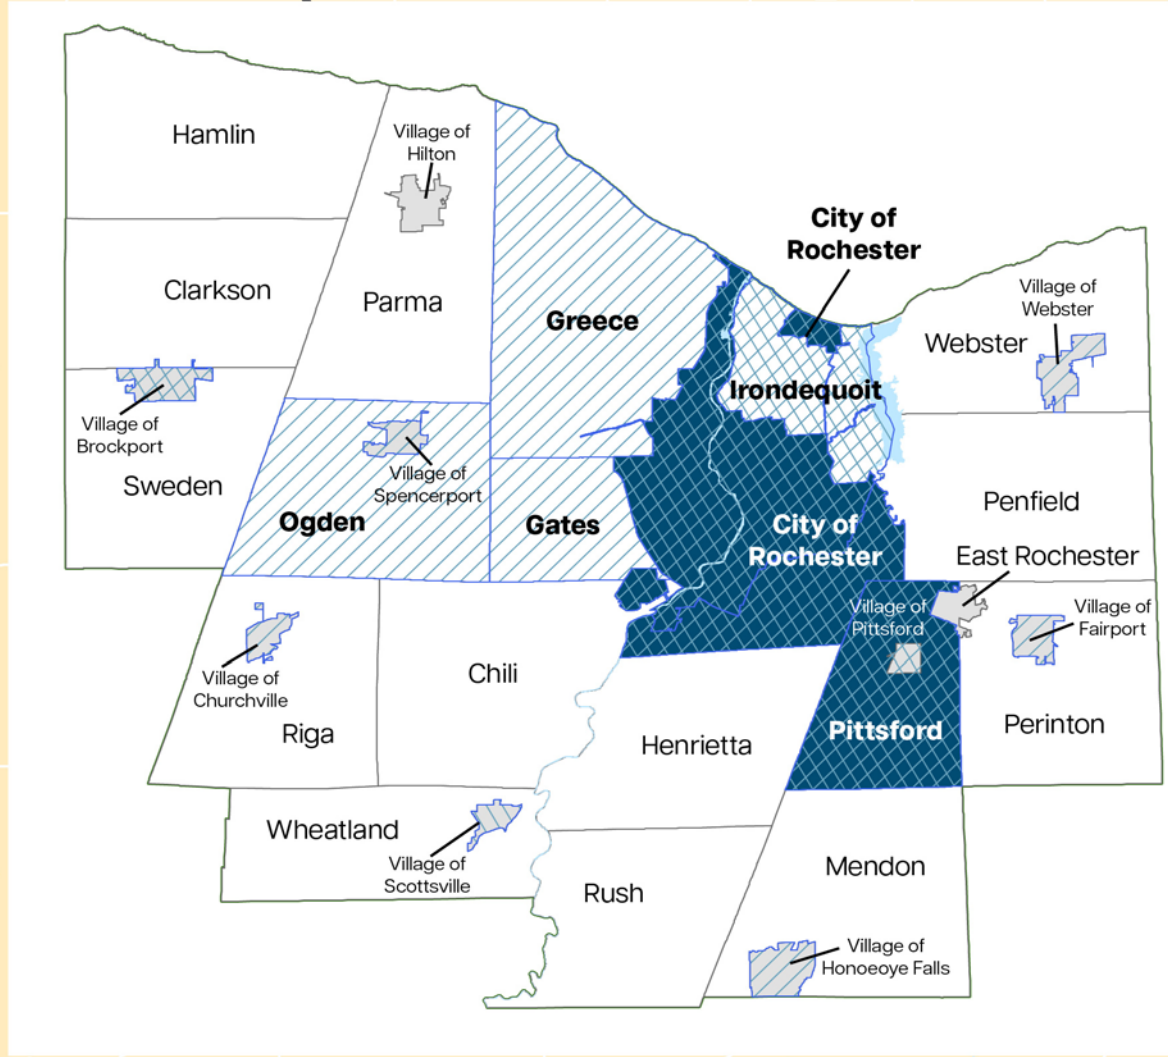 Hamlin
Village of
Hilton
City of
Rochester
Clarkson
Parma
Greece
Village of
Webster
Webster
Irondequoit
Village of
Brockport
Sweden
Village of
Spencerport
Ogden
Gates
City of
Rochester
Penfield
East Rochester
Village of
Pittsford
Village of
Fairport
Village of
Churchville
Riga
Chili
Henrietta
Pittsford
Perinton
Wheatland
Village of
Scottsville
Rush
Mendon
Village of
Honoeoye Falls